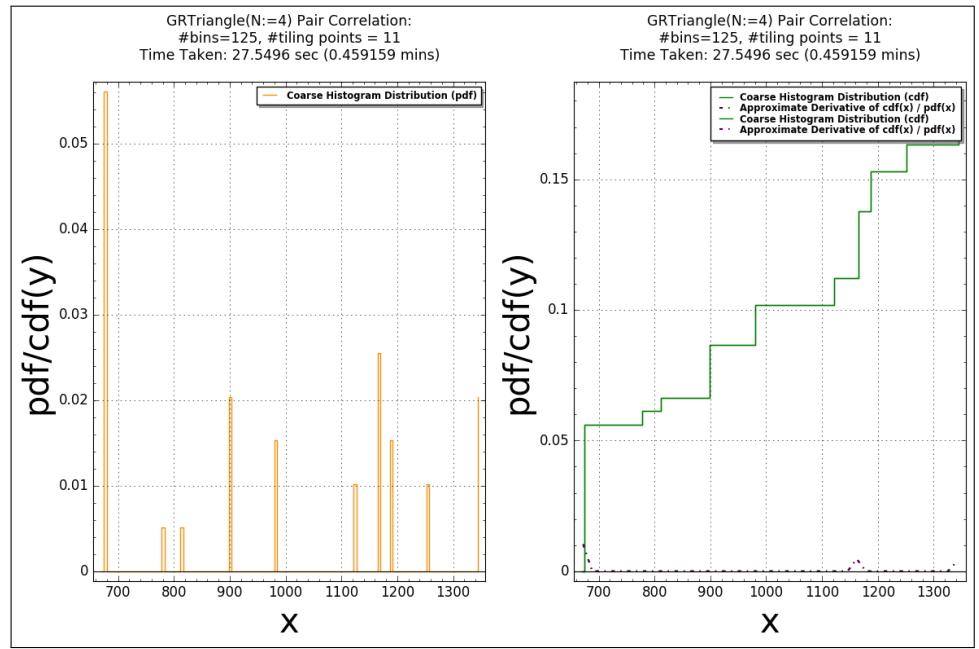 GRTriangle(N:=4) Pair Correlation:
#bins=125, #tiling points = 11
Time Taken: 27.5496 sec (0.459159 mins)
Coarse Histogram Distribution (pdf)
0.05
0.04
0.03
0.02
0.01
0
pdf/cdf(y)
700 800 900 1000 1100 1200 1300
x
GRTriangle(N:=4) Pair Correlation:
#bins=125, #tiling points = 11
Time Taken: 27.5496 sec (0.459159 mins)
Coarse Histogram Distribution (cdf)
Approximate Derivative of cdf(x) / pdf(x)
Coarse Histogram Distribution (cdf)
Approximate Derivative of cdf(x) / pdf(x)
0.15
0.1
0.05
0
pdf/cdf(y)
700 800 900 1000 1100 1200 1300
x